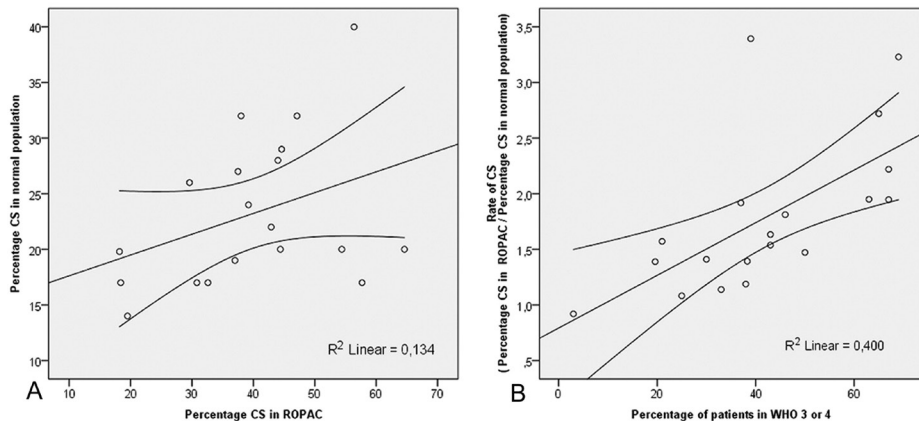 40
35
30
25
20
15
10
Percentage CS in normal population
R² Linear = 0,134
A
10 20 30 40 50 60 70
Percentage CS in ROPAC
3.5
3.0
2.5
2.0
1.5
1.0
.5
Rate of CS
( Percentage CS in ROPAC / Percentage CS in normal population)
R² Linear = 0,400
B
0 20 40 60
Percentage of patients in WHO 3 or 4